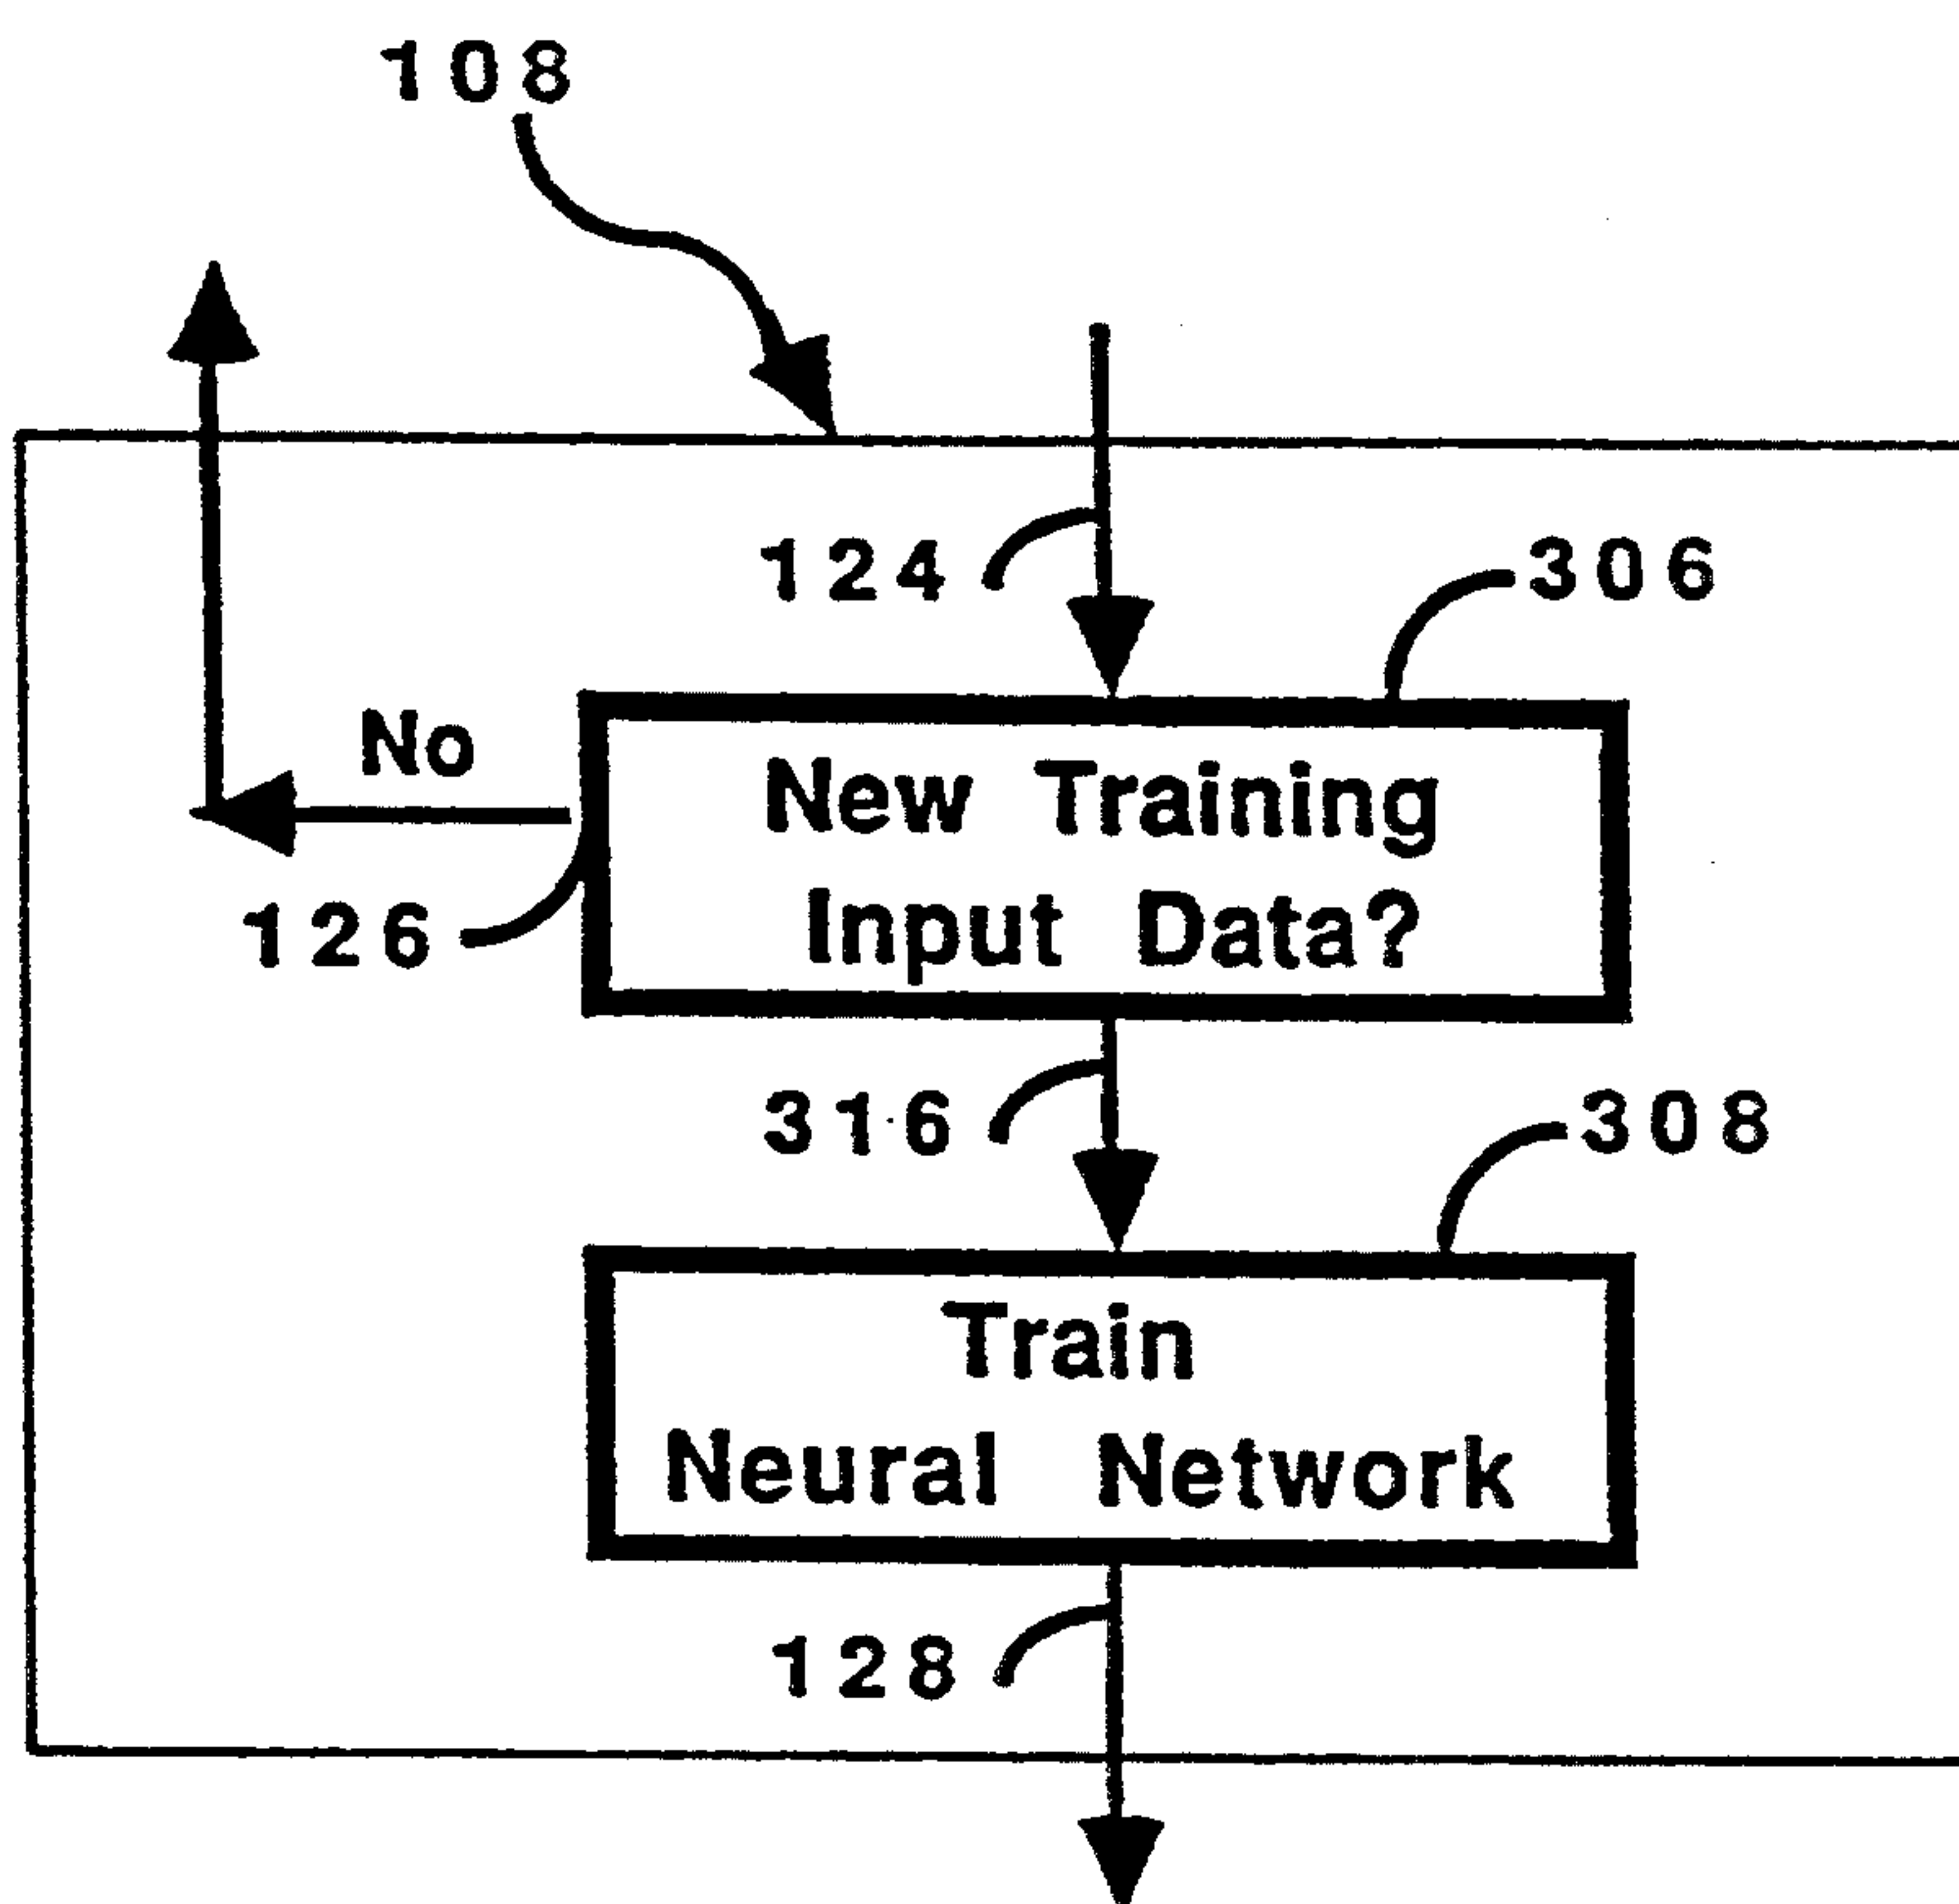 108
124
306
No
New Training
Input Data?
126
316
308
Train
Neural Network
128